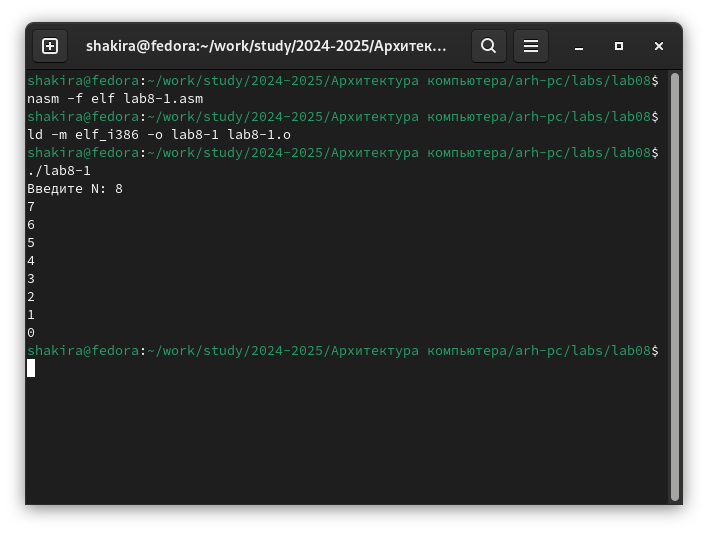 shakira@fedora:~/work/study/2024-2025/Архитек...
shakira@fedora:~/work/study/2024-2025/Архитектура компьютера/arh-pc/labs/lab08$
nasm -f elf lab8-1.asm
shakira@fedora:~/work/study/2024-2025/Архитектура компьютера/arh-pc/labs/lab08$
ld -m elf_i386 -o lab8-1 lab8-1.o
shakira@fedora:~/work/study/2024-2025/Архитектура компьютера/arh-pc/labs/lab08$
./lab8-1
Введите N: 8
7
6
5
4
3
2
1
0
shakira@fedora:~/work/study/2024-2025/Архитектура компьютера/arh-pc/labs/lab08$